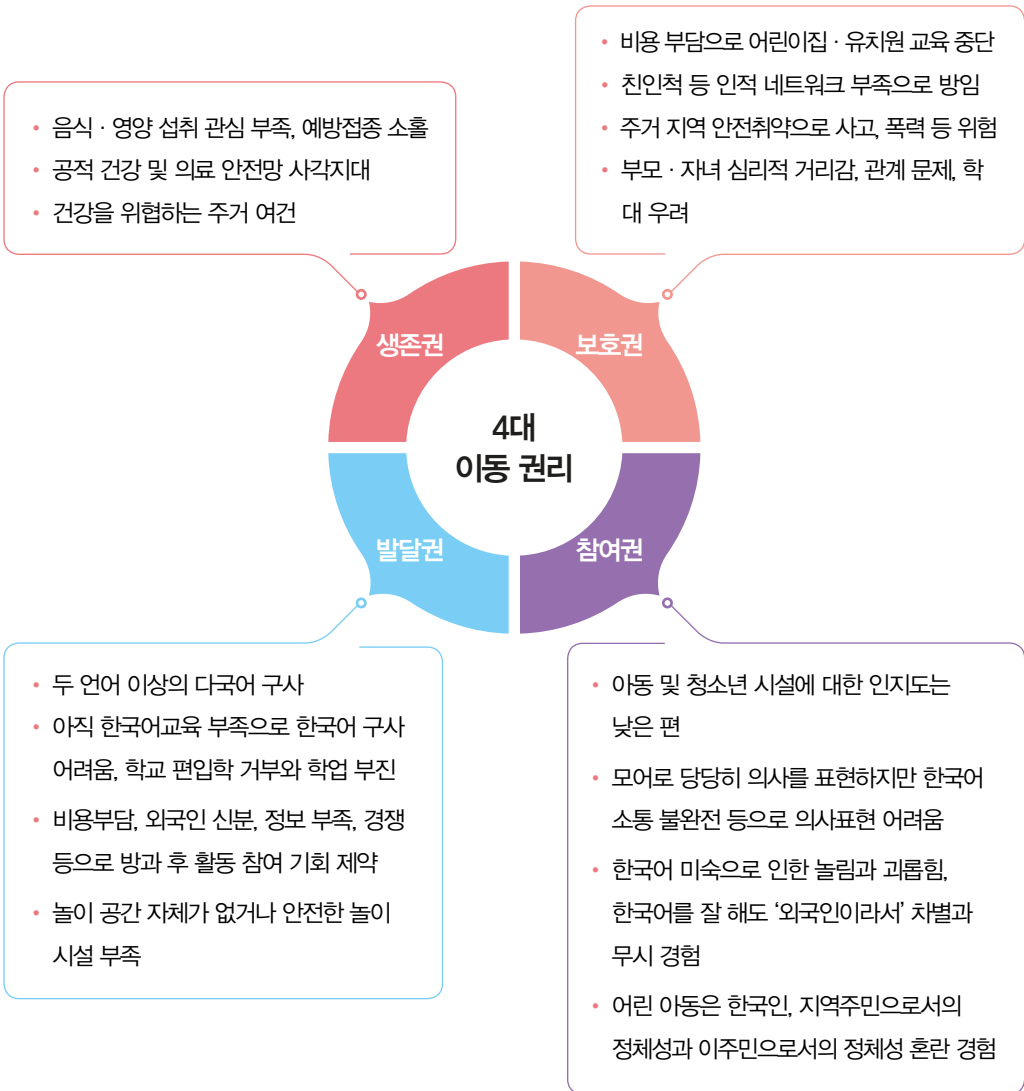 • 음식 · 영양 섭취 관심 부족, 예방접종 소홀
• 공적 건강 및 의료 안전망 사각지대
• 건강을 위협하는 주거 여건
• 비용 부담으로 어린이집 · 유치원 교육 중단
• 친인척 등 인적 네트워크 부족으로 방임
• 주거 지역 안전취약으로 사고, 폭력 등 위험
• 부모 · 자녀 심리적 거리감, 관계 문제, 학
대 우려
생존권
보호권
4대
이동 권리
발달권
참여권
• 두 언어 이상의 다국어 구사
• 아직 한국어교육 부족으로 한국어 구사
어려움, 학교 편입학 거부와 학업 부진
• 비용부담, 외국인 신분, 정보 부족, 경쟁
등으로 방과 후 활동 참여 기회 제약
• 놀이 공간 자체가 없거나 안전한 놀이
시설 부족
• 아동 및 청소년 시설에 대한 인지도는
낮은 편
• 모어로 당당히 의사를 표현하지만 한국어
소통 불완전 등으로 의사표현 어려움
• 한국어 미숙으로 인한 놀림과 괴롭힘,
한국어를 잘 해도 ‘외국인이라서’ 차별과
무시 경험
• 어린 아동은 한국인, 지역주민으로서의
정체성과 이주민으로서의 정체성 혼란 경험